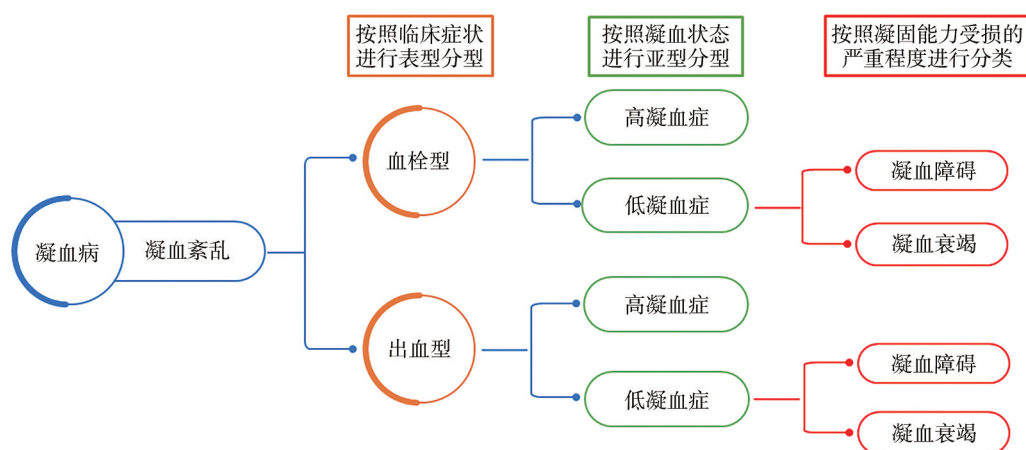 按照临床症状
进行表型分型
按照凝血状态
进行亚型分型
按照凝固能力受损的
严重程度进行分类
凝血病
凝血紊乱
血栓型
高凝血症
低凝血症
凝血障碍
凝血衰竭
出血型
高凝血症
低凝血症
凝血障碍
凝血衰竭